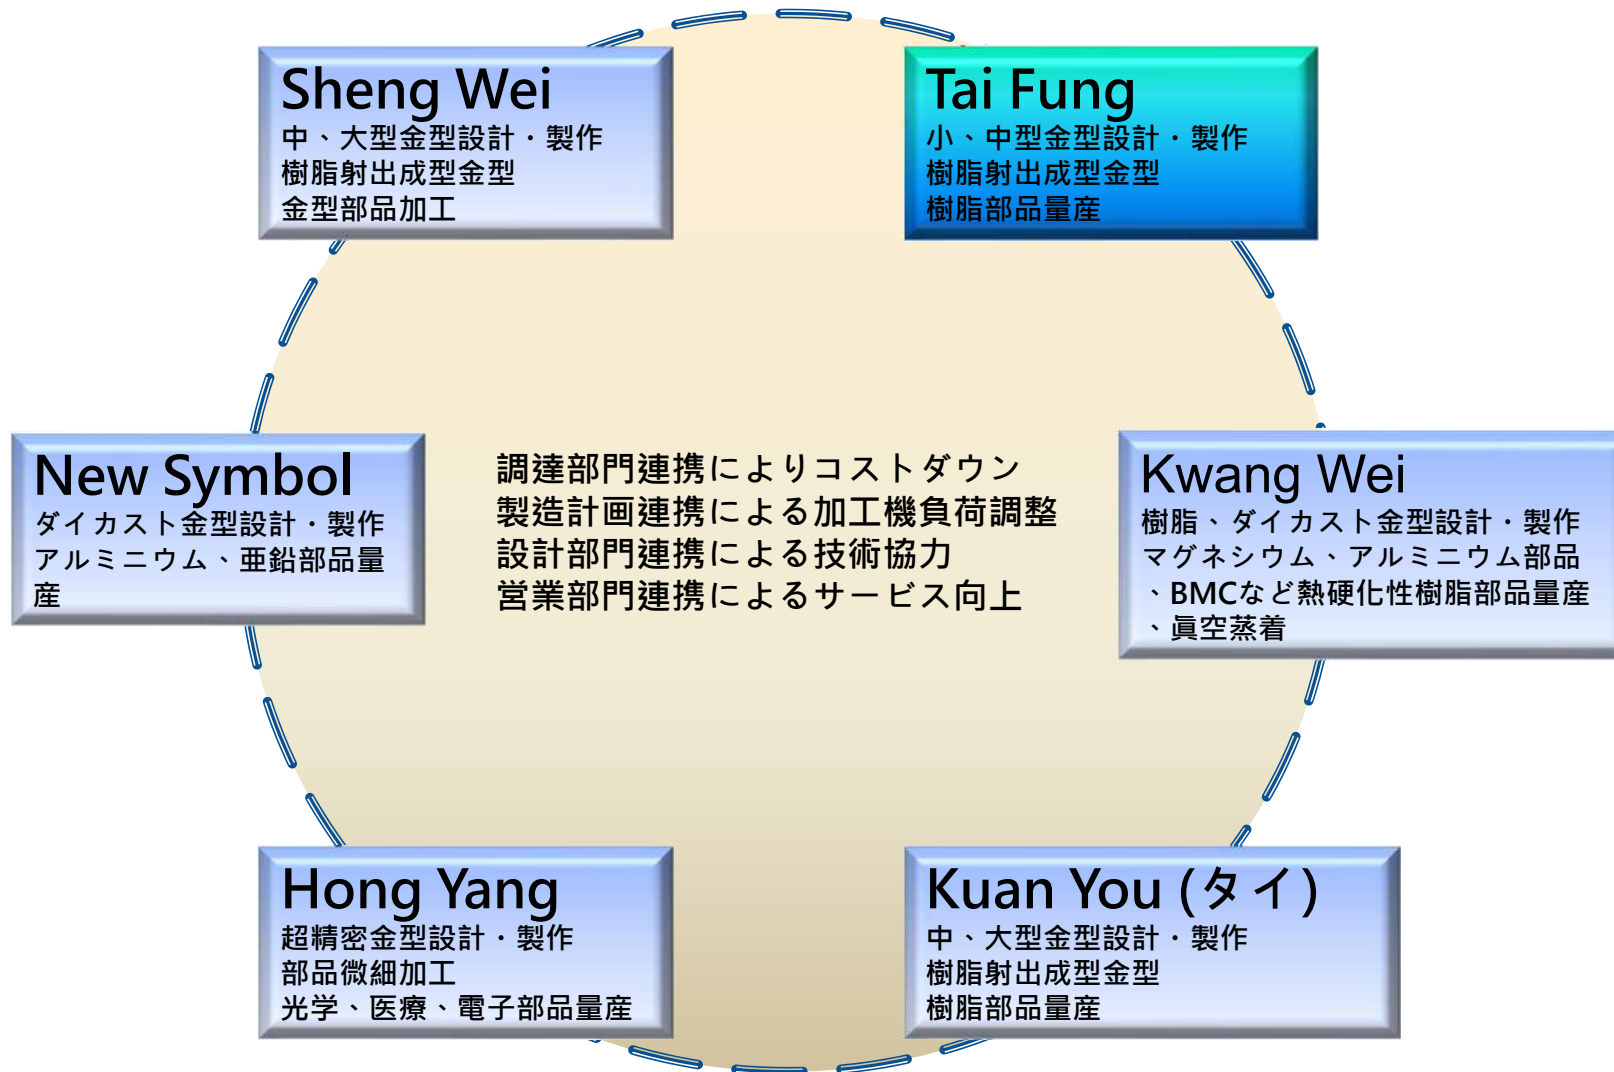 Sheng Wei
中、大型金型設計・製作
樹脂射出成型金型
金型部品加工
Tai Fung
小、中型金型設計・製作
樹脂射出成型金型
樹脂部品量産
New Symbol
ダイカスト金型設計・製作
アルミニウム、亜鉛部品量
産
調達部門連携によりコストダウン
製造計画連携による加工機負荷調整
設計部門連携による技術協力
営業部門連携によるサービス向上
Kwang Wei
樹脂、ダイカスト金型設計・製作
マグネシウム、アルミニウム部品
、BMCなど熱硬化性樹脂部品量産
、眞空蒸着
Hong Yang
超精密金型設計・製作
部品微細加工
光学、医療、電子部品量産
Kuan You (タイ)
中、大型金型設計・製作
樹脂射出成型金型
樹脂部品量産